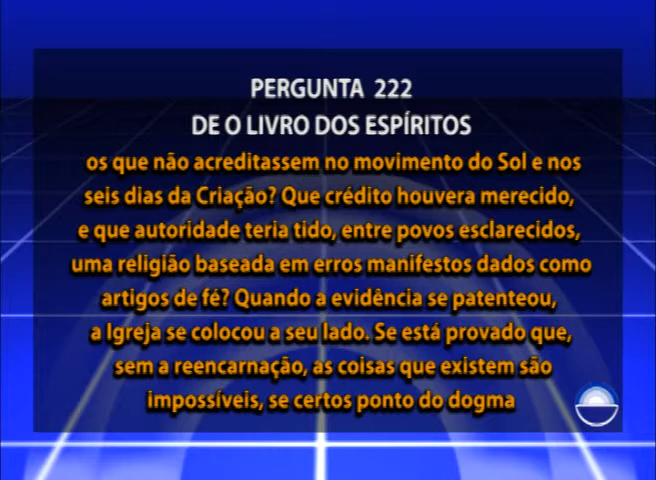 PERGUNTA 222
DE O LIVRO DOS ESPÍRITOS
os que não acreditassem no movimento do Sol e nos
seis dias da Criação? Que crédito houvera merecido,
e que autoridade teria tido, entre povos esclarecidos,
uma religião baseada em erros manifestos dados como
artigos de fé? Quando a evidência se patenteou,
a Igreja se colocou a seu lado. Se está provado que,
sem a reencarnação, as coisas que existem são
impossíveis, se certos ponto do dogma